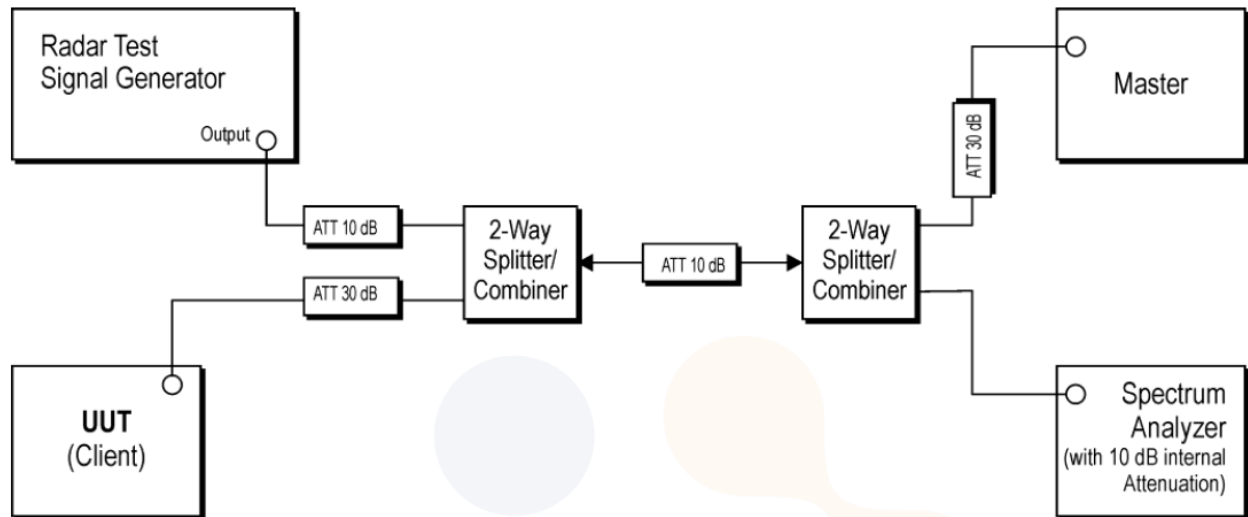 Radar Test
Signal Generator
Output
ATT 10 dB
ATT 30 dB
2-Way
Splitter/
Combiner
ATT 10 dB
2-Way
Splitter/
Combiner
ATT 30 dB
Master
UUT
(Client)
Spectrum
Analyzer
(with 10 dB internal
Attenuation)